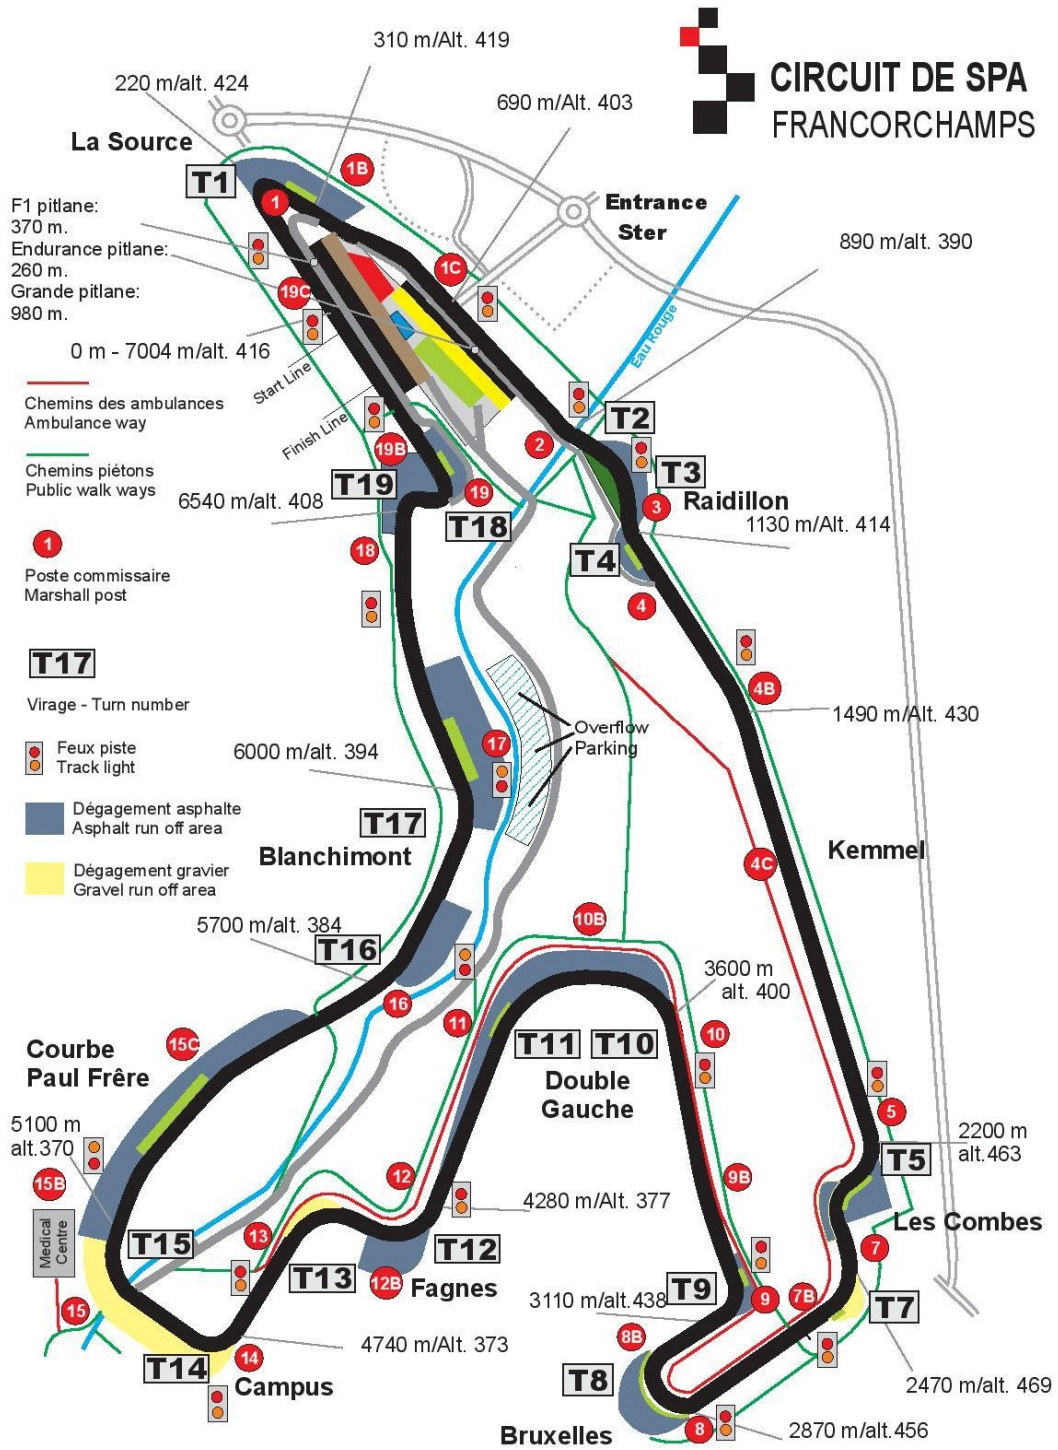 CIRCUIT DE SPA
FRANCORCHAMPS
310 m/Alt. 419
220 m/alt. 424
690 m/Alt. 403
La Source
T1
1B
1
F1 pitlane:
370 m.
Endurance pitlane:
260 m.
Grande pitlane:
980 m.
Entrance
Ster
890 m/alt. 390
1C
19C
Eau Rouge
0 m - 7004 m/alt. 416
Start Line
Finish Line
Chemins des ambulances
Ambulance way
Chemins piétons
Public walk ways
2
T2
T3
Raidillon
3
1130 m/Alt. 414
19B
T19
19
6540 m/alt. 408
T18
18
T4
4
1
Poste commissaire
Marshall post
T17
Virage - Turn number
Feux piste
Track light
Dégagement asphalte
Asphalt run off area
Dégagement gravier
Gravel run off area
4B
1490 m/Alt. 430
Overflow
Parking
17
6000 m/alt. 394
T17
Blanchimont
Kemmel
4C
10B
5700 m/alt. 384
T16
16
3600 m
alt. 400
11
10
T11
T10
Double
Gauche
15C
Courbe
Paul Frêre
5100 m
alt.370
15B
Medical
Centre
5
2200 m
alt.463
T5
Les Combes
12
9B
4280 m/Alt. 377
13
T15
T12
T13
12B
Fagnes
7
15
T9
9
7B
T7
3110 m/alt.438
8B
4740 m/Alt. 373
T14
14
Campus
T8
2470 m/alt. 469
8
2870 m/alt.456
Bruxelles